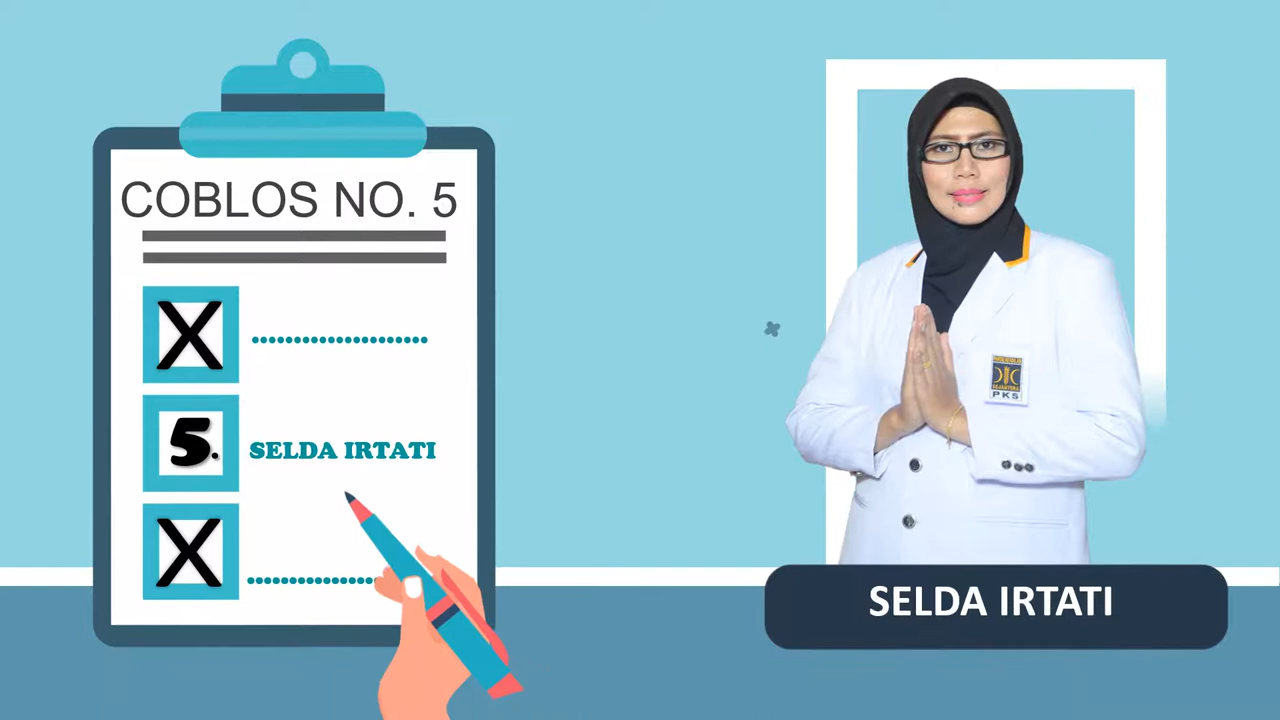 COBLOS NO. 5
X
5. SELDA IRTATI
X
PKS
SELDA IRTATI